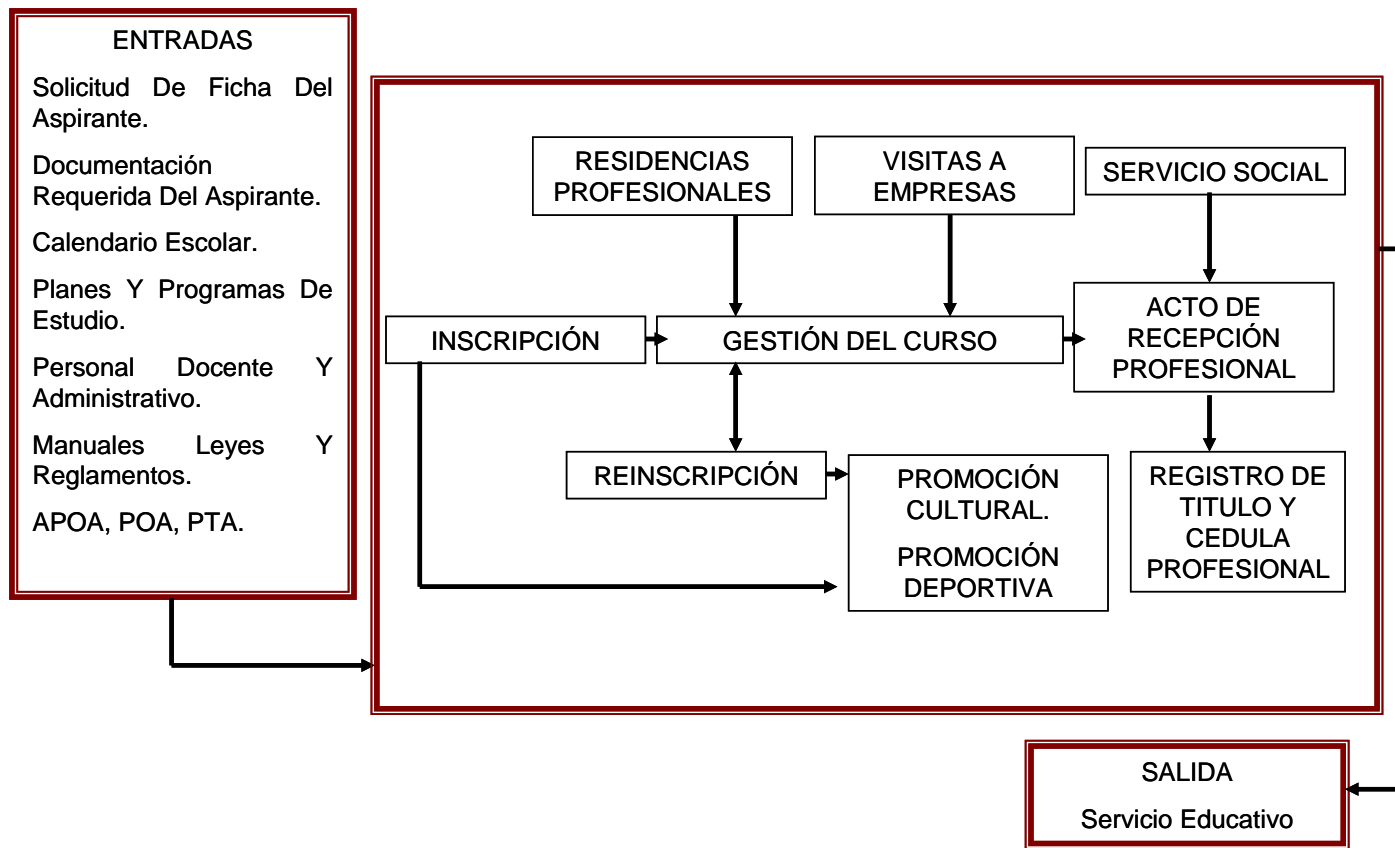 ENTRADAS
Solicitud De Ficha Del
Aspirante.
Documentación
Requerida Del Aspirante.
Calendario Escolar.
Planes Y Programas De
Estudio.
Personal Docente Y
Administrativo.
Manuales Leyes Y
Reglamentos.
APOA, POA, PTA.
RESIDENCIAS
PROFESIONALES
VISITAS A
EMPRESAS
SERVICIO SOCIAL
INSCRIPCIÓN
GESTIÓN DEL CURSO
ACTO DE
RECEPCIÓN
PROFESIONAL
REINSCRIPCIÓN
PROMOCIÓN
CULTURAL.
PROMOCIÓN
DEPORTIVA
REGISTRO DE
TITULO Y
CEDULA
PROFESIONAL
SALIDA
Servicio Educativo